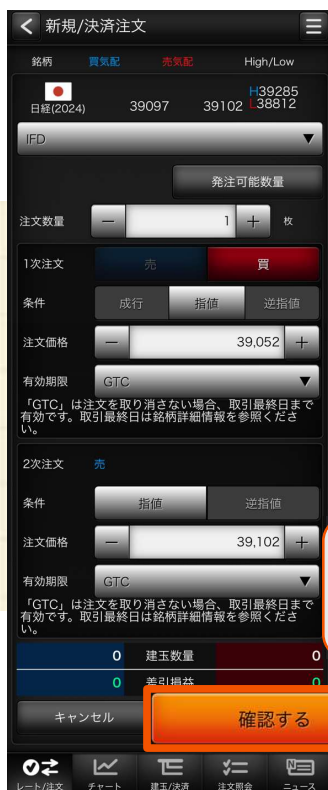 新規/決済注文
銘柄 買気配 売気配 High/Low
日経(2024) 39097 39102 H39285 L38812
IFD ▼
発注可能数量
注文数量 － 1 ＋ 枚
1次注文 売 買
条件 成行 指値 逆指値
注文価格 － 39,052 ＋
有効期限 GTC ▼
「GTC」は注文を取り消さない場合、取引最終日まで
有効です。取引最終日は銘柄詳細情報を参照くださ
い。
2次注文 売
条件 指値 逆指値
注文価格 － 39,102 ＋
有効期限 GTC ▼
「GTC」は注文を取り消さない場合、取引最終日まで
有効です。取引最終日は銘柄詳細情報を参照くださ
い。
0 建玉数量 0
0 差引損益 0
キャンセル 確認する
レート/注文 チャート 建玉/決済 注文照会 ニュース